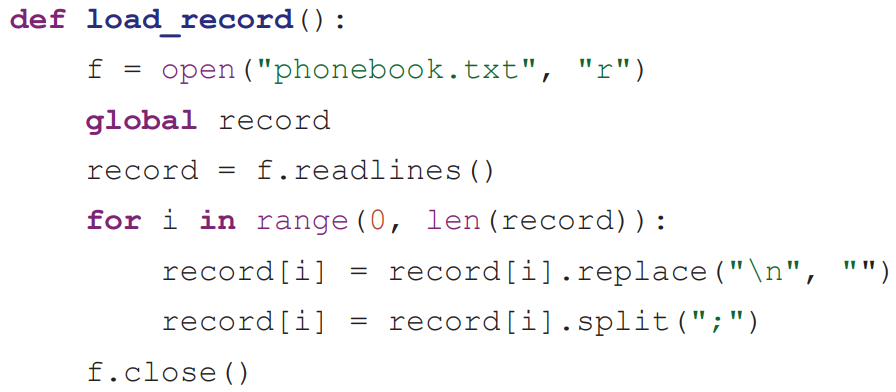 def load_record():
    f = open("phonebook.txt", "r")
    global record
    record = f.readlines()
    for i in range(0, len(record)):
        record[i] = record[i].replace("\n", "")
        record[i] = record[i].split(";")
    f.close()